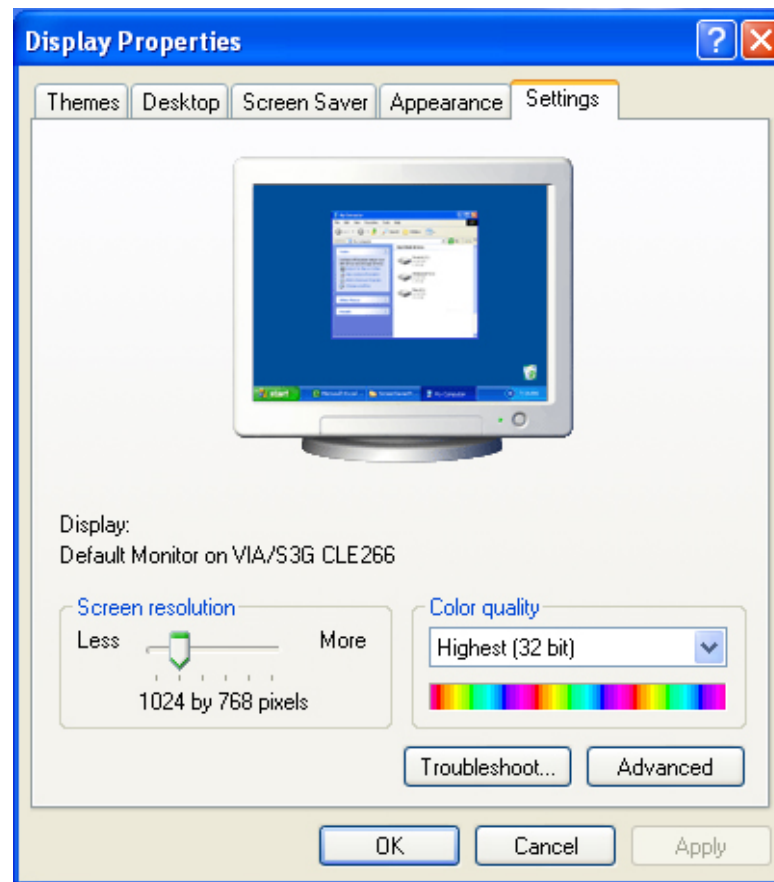 Display Properties
Themes Desktop Screen Saver Appearance Settings
start
Display:
Default Monitor on VIA/S3G CLE266
Screen resolution
Less More
1024 by 768 pixels
Color quality
Highest (32 bit)
Troubleshoot... Advanced
OK Cancel Apply